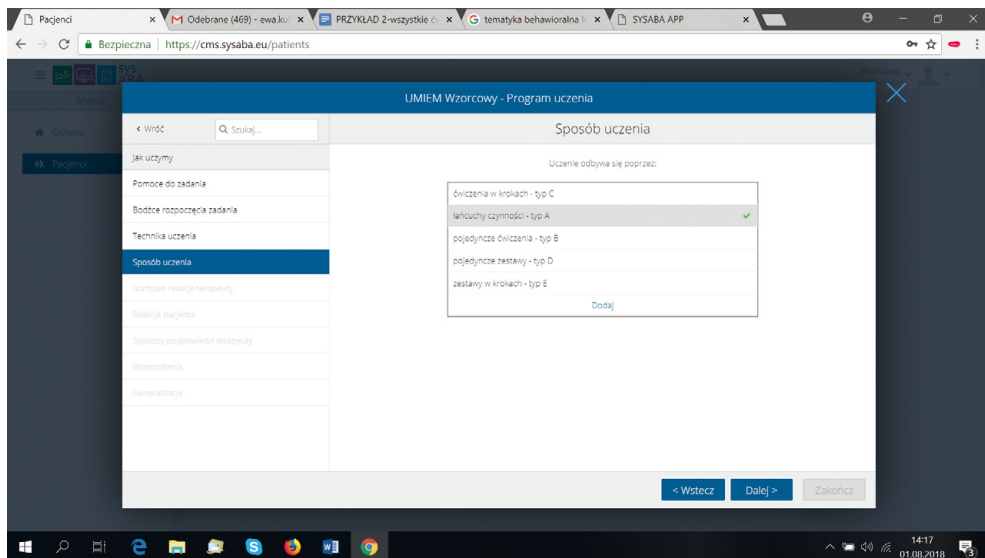 Pacjenci
Odebrane (469) - ewa.ku
PRZYKŁAD 2-wszystkie ć
tematyka behawioralna k
SYSABA APP
Bezpieczna | https://cms.sysaba.eu/patients
SYS
ABA
Wzorcowy
Menu
UMIEM Wzorcowy - Program uczenia
Główna
Pacjenci
< Wróć
Szukaj...
Sposób uczenia
Jak uczymy
Pomoce do zadania
Bodźce rozpoczęcia zadania
Technika uczenia
Sposób uczenia
Startowe reakcje terapeuty
Reakcje pacjenta
Sposoby podpowiedzi terapeuty
Wzmocnienia
Generalizacja
Uczenie odbywa się poprzez:
ćwiczenia w krokach - typ C
łańcuchy czynności - typ A
pojedyncze ćwiczenia - typ B
pojedyncze zestawy - typ D
zestawy w krokach - typ E
Dodaj
< Wstecz
Dalej >
Zakończ
14:17
01.08.2018
3